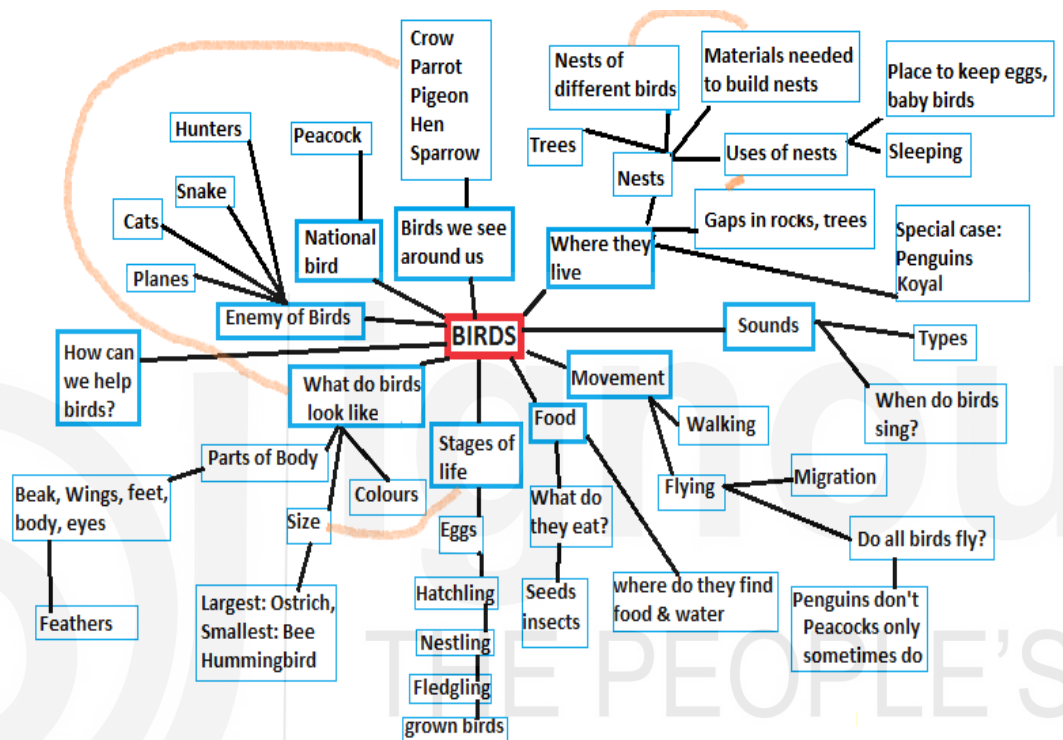 Crow
Parrot
Pigeon
Hen
Sparrow
Nests of
different birds
Materials needed
to build nests
Place to keep eggs,
baby birds
Hunters
Peacock
Trees
Uses of nests
Sleeping
Nests
Snake
Cats
National
bird
Birds we see
around us
Where they
live
Gaps in rocks, trees
Special case:
Penguins
Koyal
Planes
Enemy of Birds
BIRDS
Sounds
Types
How can
we help
birds?
What do birds
look like
Movement
When do birds
sing?
Food
Walking
Stages of
life
Parts of Body
Colours
Flying
Migration
Beak, Wings, feet,
body, eyes
Size
What do
they eat?
Eggs
Do all birds fly?
Feathers
Largest: Ostrich,
Smallest: Bee
Hummingbird
Hatchling
Seeds
insects
where do they find
food & water
Penguins don't
Peacocks only
sometimes do
Nestling
Fledgling
grown birds
ignou
THE PEOPLE'S